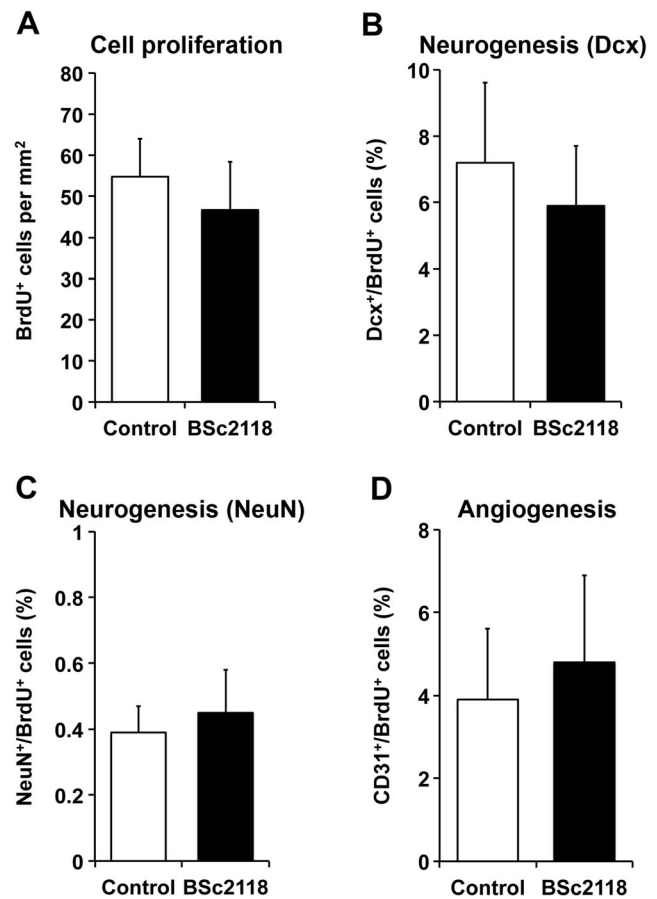 A
Cell proliferation
BrdU⁺ cells per mm²
80
70
60
50
40
30
20
10
0
Control BSc2118
B
Neurogenesis (Dcx)
Dcx⁺/BrdU⁺ cells (%)
10
8
6
4
2
0
Control BSc2118
C
Neurogenesis (NeuN)
NeuN⁺/BrdU⁺ cells (%)
1
0.8
0.6
0.4
0.2
0
Control BSc2118
D
Angiogenesis
CD31⁺/BrdU⁺ cells (%)
8
6
4
2
0
Control BSc2118